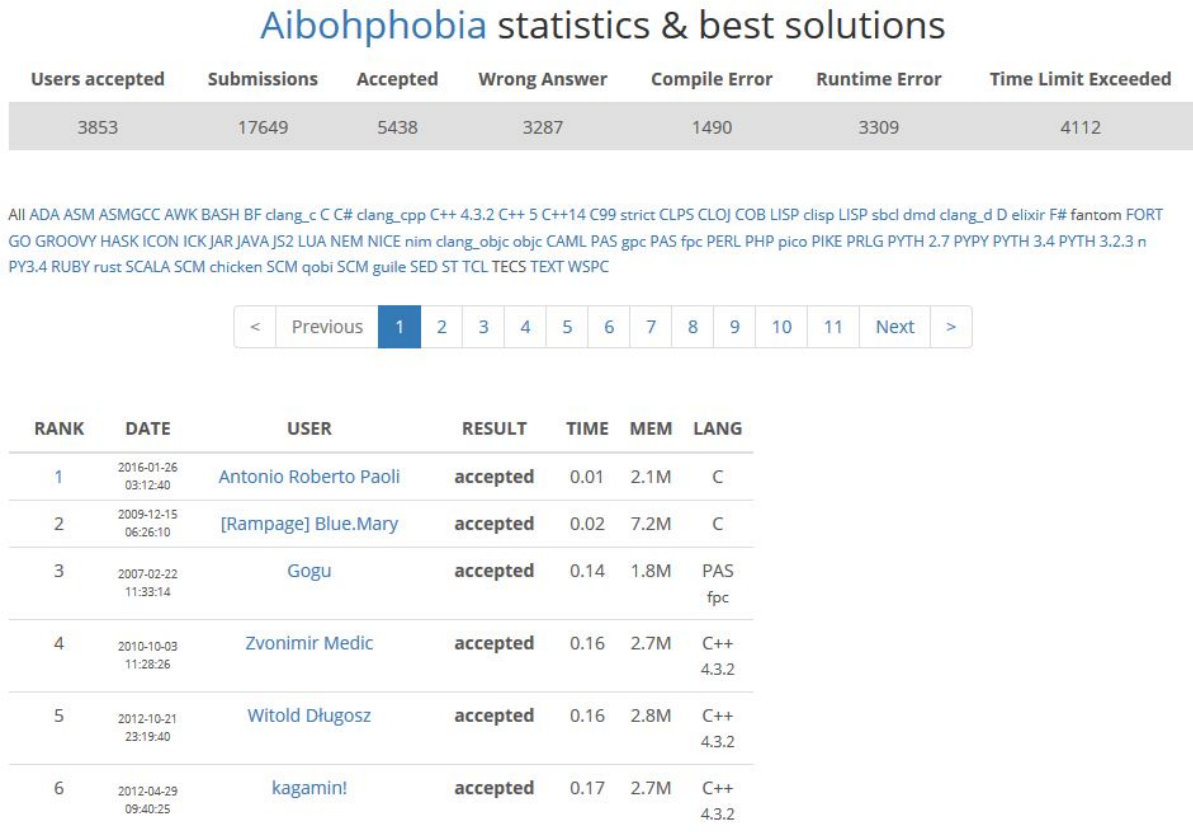 Aibohphobia statistics & best solutions
Users accepted Submissions Accepted Wrong Answer Compile Error Runtime Error Time Limit Exceeded
3853 17649 5438 3287 1490 3309 4112
All ADA ASM ASMGCC AWK BASH BF clang_c C C# clang_cpp C++ 4.3.2 C++ 5 C++14 C99 strict CLPS CLOJ COB LISP clisp LISP sbcl dmd clang_d D elixir F# fantom FORT
GO GROOVY HASK ICON ICK JAR JAVA JS2 LUA NEM NICE nim clang_objc objc CAML PAS gpc PAS fpc PERL PHP pico PIKE PRLG PYTH 2.7 PYPY PYTH 3.4 PYTH 3.2.3 n
PY3.4 RUBY rust SCALA SCM chicken SCM qobi SCM guile SED ST TCL TECS TEXT WSPC
< Previous 1 2 3 4 5 6 7 8 9 10 11 Next >
RANK DATE USER RESULT TIME MEM LANG
1 2016-01-26 03:12:40 Antonio Roberto Paoli accepted 0.01 2.1M C
2 2009-12-15 06:26:10 [Rampage] Blue.Mary accepted 0.02 7.2M C
3 2007-02-22 11:33:14 Gogu accepted 0.14 1.8M PAS fpc
4 2010-10-03 11:28:26 Zvonimir Medic accepted 0.16 2.7M C++ 4.3.2
5 2012-10-21 23:19:40 Witold Długosz accepted 0.16 2.8M C++ 4.3.2
6 2012-04-29 09:40:25 kagamin! accepted 0.17 2.7M C++ 4.3.2